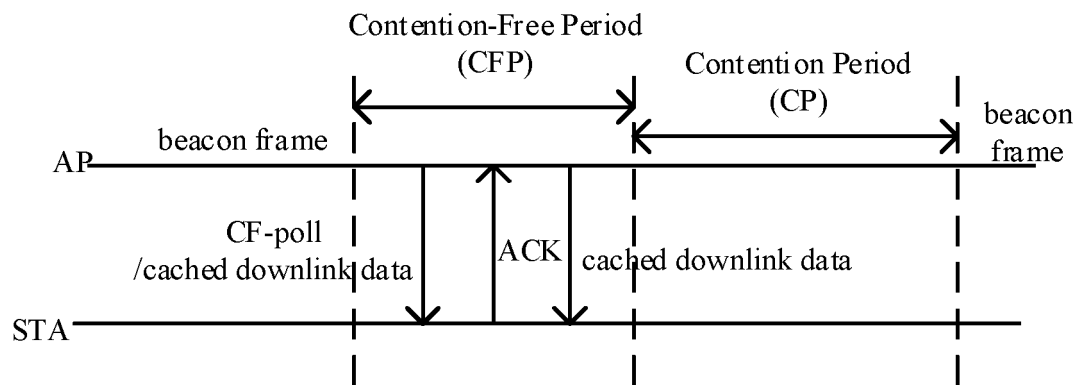 Contention-Free Period
(CFP)
Contention Period
(CP)
beacon frame
beacon
frame
AP
CF-poll
/cached downlink data
ACK
cached downlink data
STA